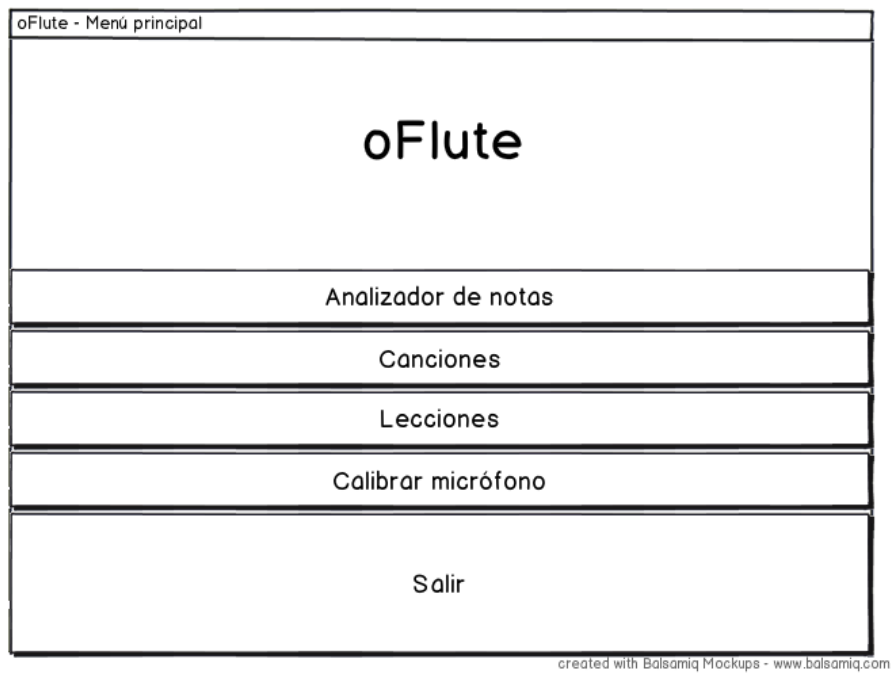 oFlute - Menú principal
oFlute
Analizador de notas
Canciones
Lecciones
Calibrar micrófono
Salir
created with Balsamiq Mockups - www.balsamiq.com